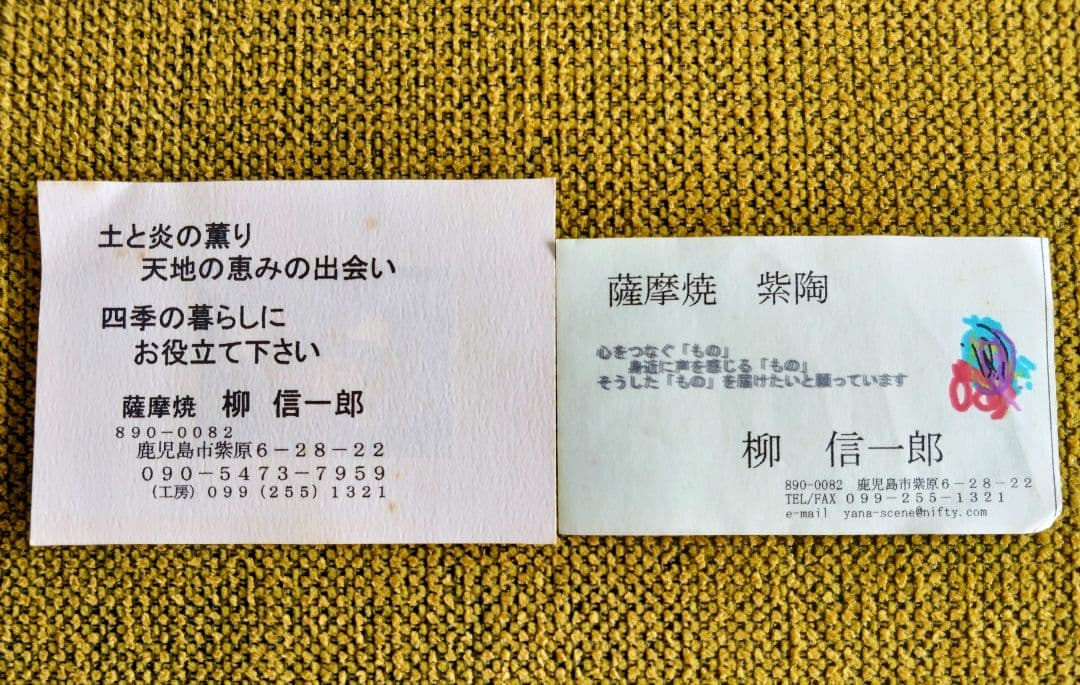 土と炎の薫り
天地の恵みの出会い
四季の暮らしに
お役立て下さい
薩摩焼　柳　信一郎
８９０－００８２
鹿児島市紫原６－２８－２２
０９０－５４７３－７９５９
（工房）０９９（２５５）１３２１
薩摩焼　紫陶
心をつなぐ「もの」
身近に声を感じる「もの」
そうした「もの」を届けたいと願っています
柳　信一郎
890-0082　鹿児島市紫原６－２８－２２
TEL/FAX ０９９－２５５－１３２１
e-mail　yana-scene@nifty.com